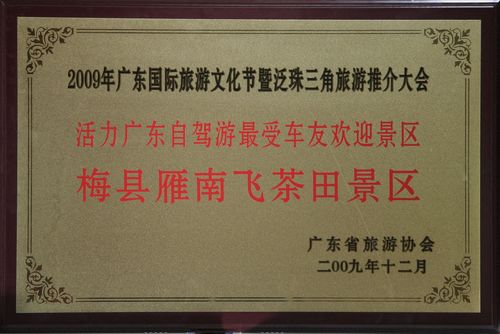 2009年广东国际旅游文化节暨泛珠三角旅游推介大会
活力广东自驾游最受车友欢迎景区
梅县雁南飞茶田景区
广东省旅游协会
二00九年十二月